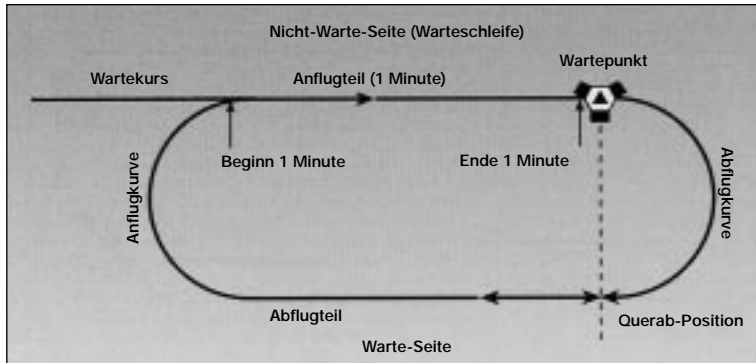 Nicht-Warte-Seite (Warteschleife)
Wartepunkt
Wartekurs
Anflugteil (1 Minute)
Beginn 1 Minute
Ende 1 Minute
Anflugkurve
Abflugkurve
Abflugteil
Querab-Position
Warte-Seite